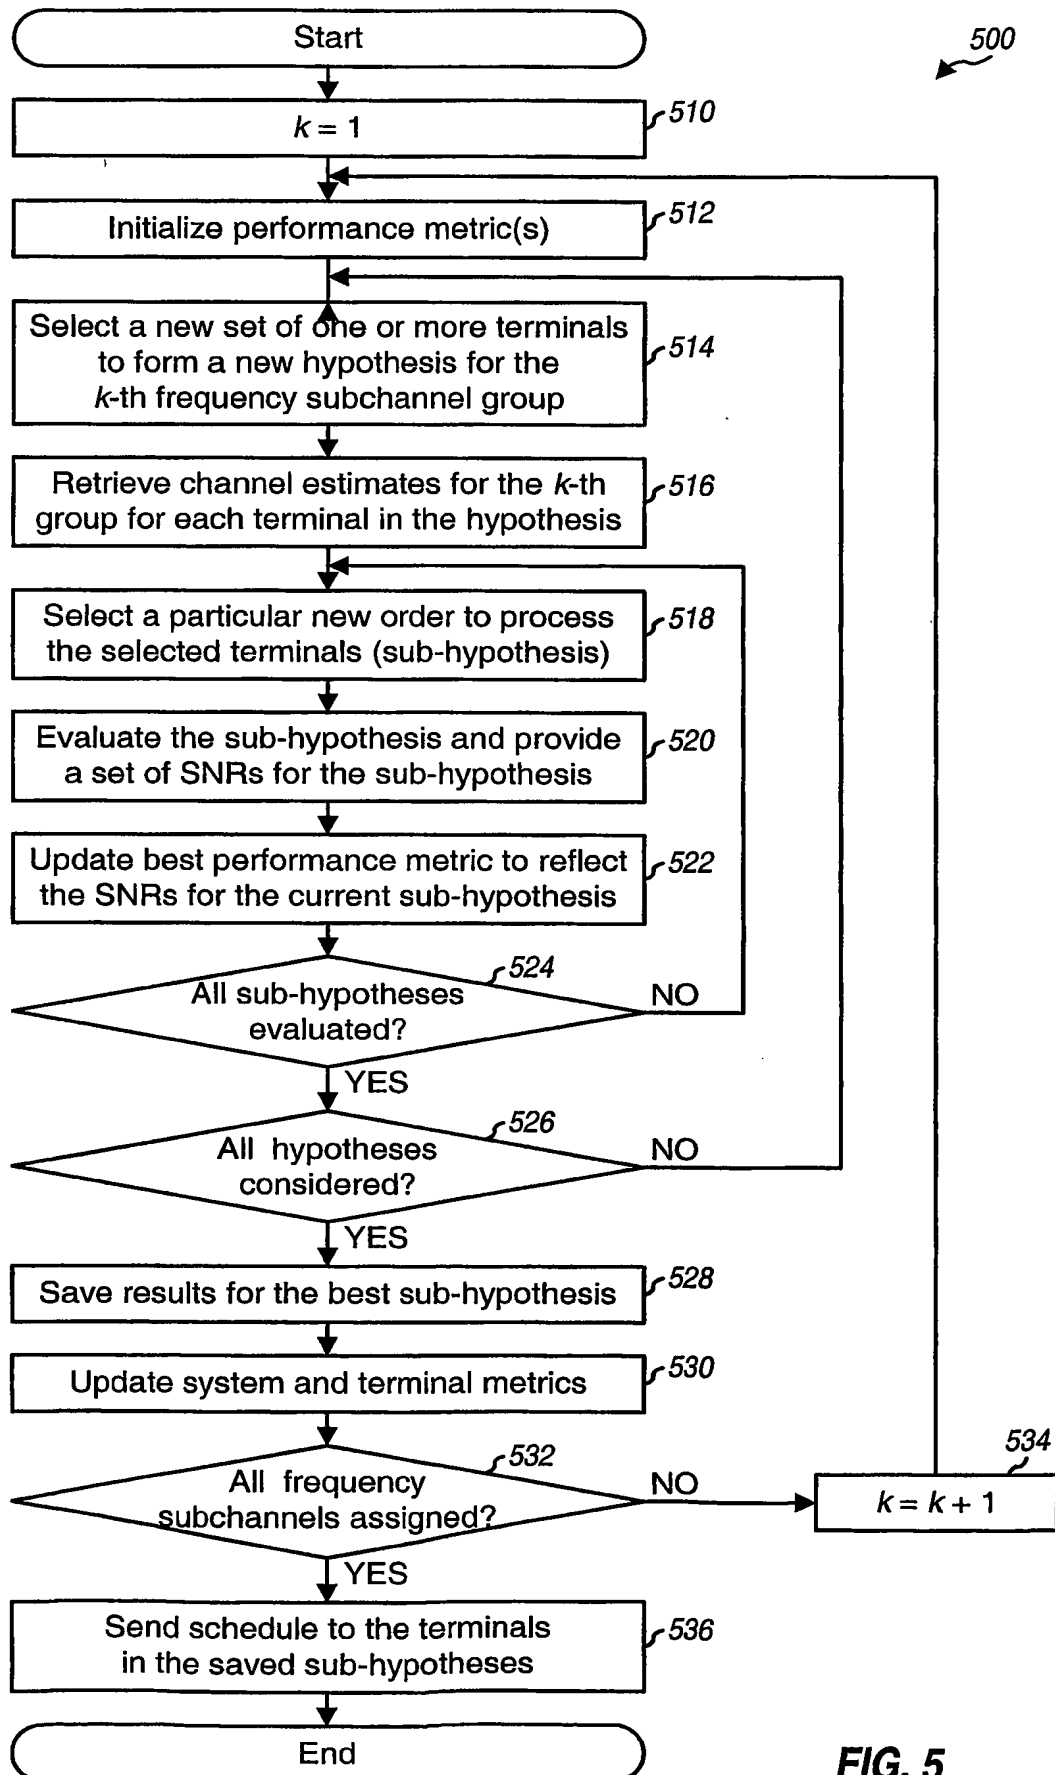 Start
500
k = 1
510
Initialize performance metric(s)
512
Select a new set of one or more terminals
to form a new hypothesis for the
k-th frequency subchannel group
514
Retrieve channel estimates for the k-th
group for each terminal in the hypothesis
516
Select a particular new order to process
the selected terminals (sub-hypothesis)
518
Evaluate the sub-hypothesis and provide
a set of SNRs for the sub-hypothesis
520
Update best performance metric to reflect
the SNRs for the current sub-hypothesis
522
524
All sub-hypotheses
evaluated?
NO
YES
526
All hypotheses
considered?
NO
YES
Save results for the best sub-hypothesis
528
Update system and terminal metrics
530
532
All frequency
subchannels assigned?
NO
534
k = k + 1
YES
Send schedule to the terminals
in the saved sub-hypotheses
536
End
FIG. 5